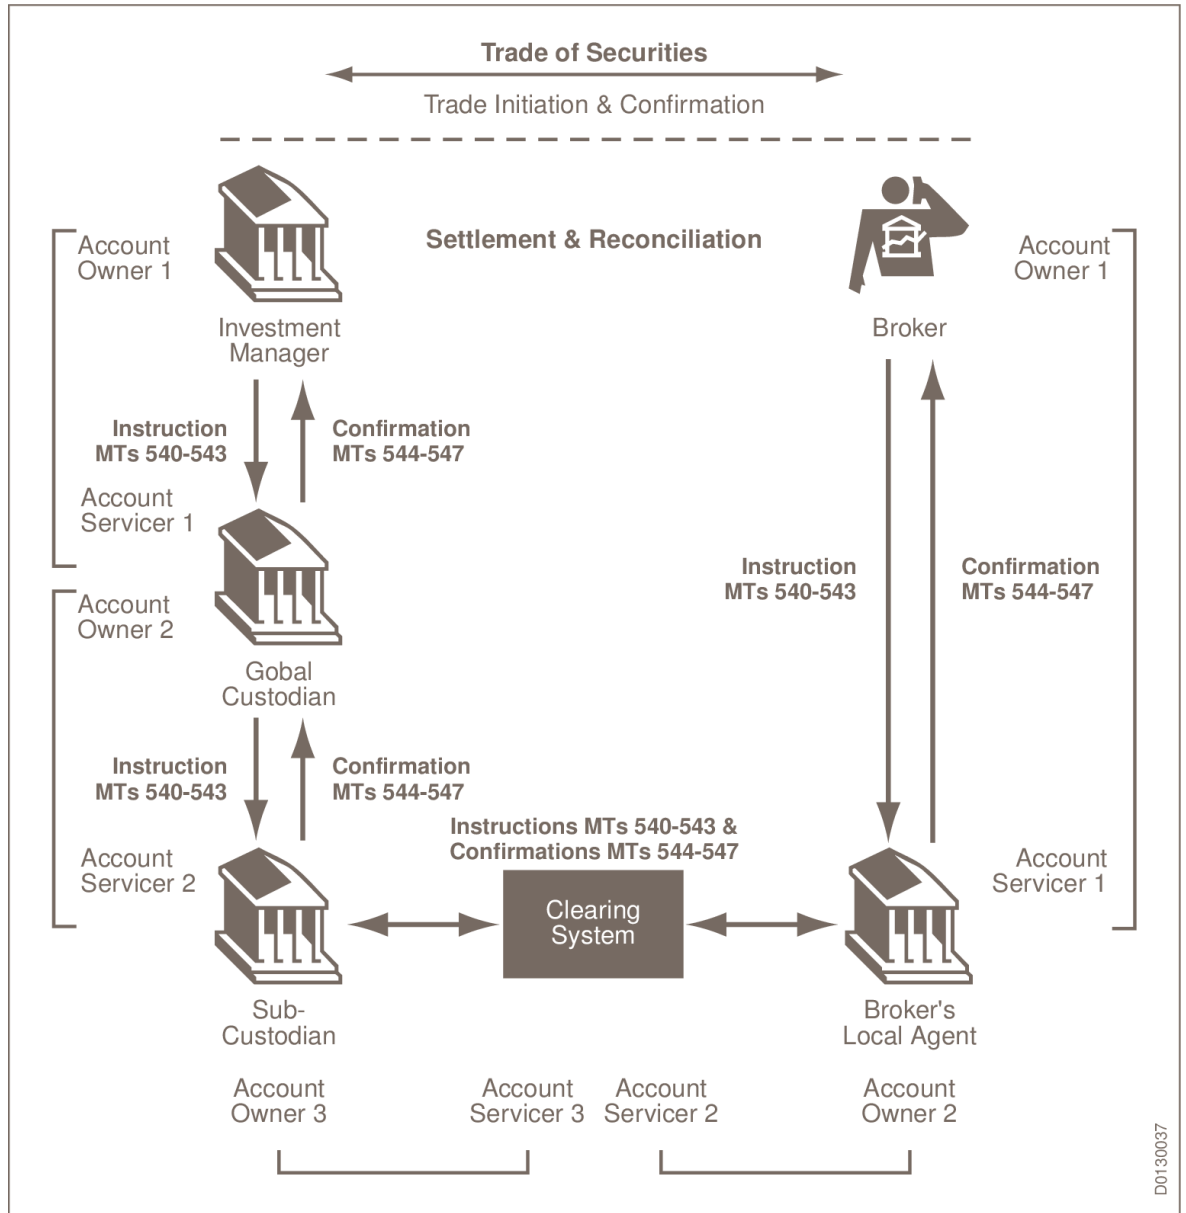 Trade of Securities
Trade Initiation & Confirmation
Settlement & Reconciliation
Account
Owner 1
Account
Owner 1
Investment
Manager
Broker
Instruction
MTs 540-543
Confirmation
MTs 544-547
Account
Servicer 1
Instruction
MTs 540-543
Confirmation
MTs 544-547
Account
Owner 2
Gobal
Custodian
Instruction
MTs 540-543
Confirmation
MTs 544-547
Instructions MTs 540-543 &
Confirmations MTs 544-547
Account
Servicer 2
Account
Servicer 1
Clearing
System
Sub-
Custodian
Broker's
Local Agent
Account
Owner 3
Account
Servicer 3
Account
Servicer 2
Account
Owner 2
D0130037